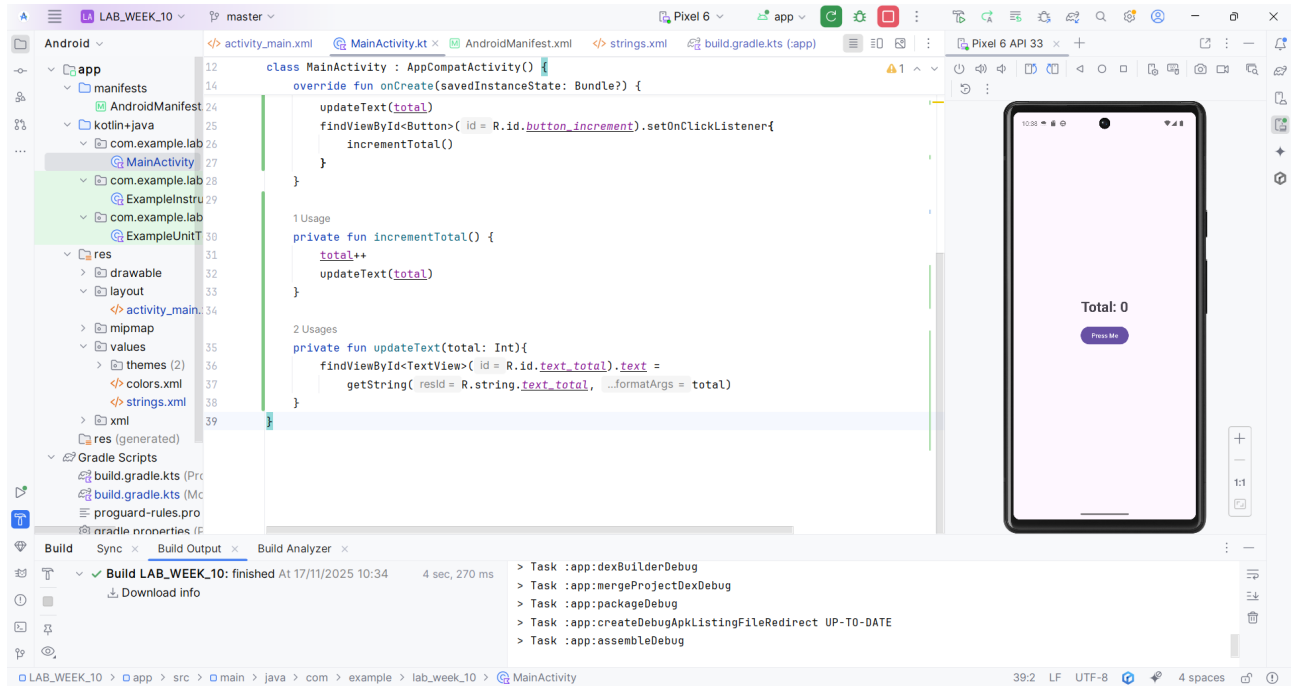 LA LAB_WEEK_10 master Pixel 6 app
Android
activity_main.xml MainActivity.kt AndroidManifest.xml strings.xml build.gradle.kts (:app)
Pixel 6 API 33
app
manifests
AndroidManifest.
kotlin+java
com.example.lab
MainActivity
com.example.lab
ExampleInstru
com.example.lab
ExampleUnitT
res
drawable
layout
activity_main.
mipmap
values
themes (2)
colors.xml
strings.xml
xml
res (generated)
Gradle Scripts
build.gradle.kts (Pro
build.gradle.kts (Mo
proguard-rules.pro
gradle.properties (P
12 class MainActivity : AppCompatActivity() {
1
14 override fun onCreate(savedInstanceState: Bundle?) {
24 updateText(total)
25 findViewById<Button>( id = R.id.button_increment).setOnClickListener{
26 incrementTotal()
27 }
28 }
29
1 Usage
30 private fun incrementTotal() {
31 total++
32 updateText(total)
33 }
34
2 Usages
35 private fun updateText(total: Int){
36 findViewById<TextView>( id = R.id.text_total).text =
37 getString( resId = R.string.text_total, ...formatArgs = total)
38 }
39 }
10:38
Total: 0
Press Me
1:1
Build Sync Build Output Build Analyzer
Build LAB_WEEK_10: finished At 17/11/2025 10:34 4 sec, 270 ms
Download info
> Task :app:dexBuilderDebug
> Task :app:mergeProjectDexDebug
> Task :app:packageDebug
> Task :app:createDebugApkListingFileRedirect UP-TO-DATE
> Task :app:assembleDebug
LAB_WEEK_10 > app > src > main > java > com > example > lab_week_10 > MainActivity
39:2 LF UTF-8 4 spaces